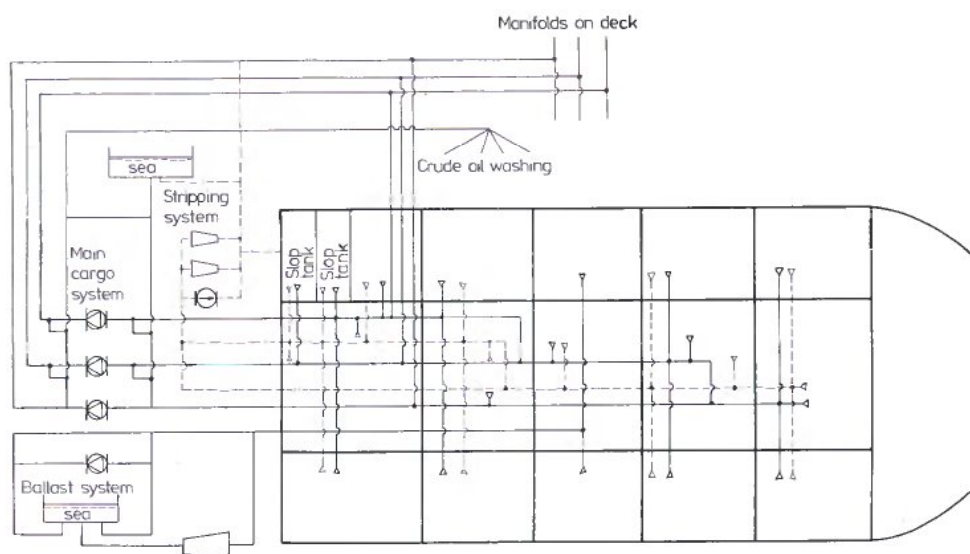 Manifolds on deck
Crude oil washing
sea
Stripping
system
Slop
tank
Slop
tank
Main
cargo
system
Ballast system
sea